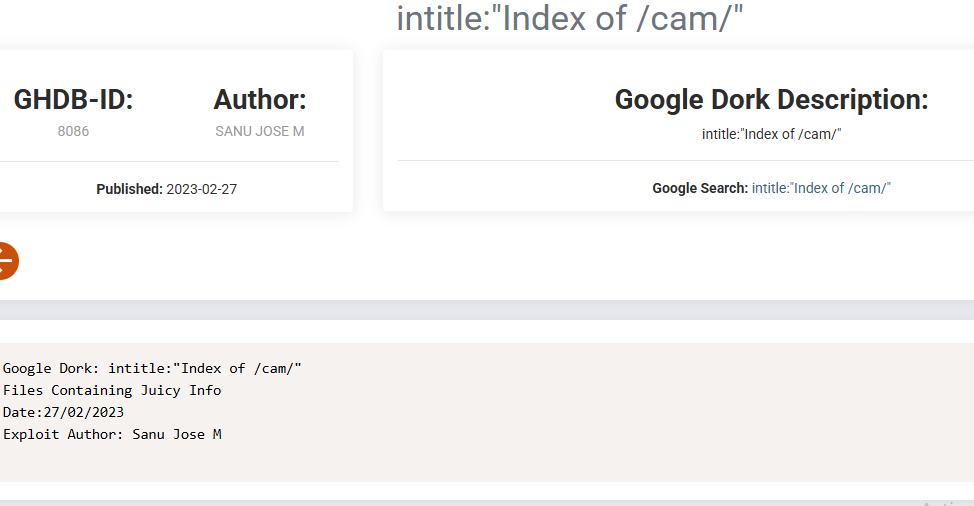 intitle:"Index of /cam/"
GHDB-ID:
8086
Author:
SANU JOSE M
Published: 2023-02-27
Google Dork Description:
intitle:"Index of /cam/"
Google Search: intitle:"Index of /cam/"
Google Dork: intitle:"Index of /cam/"
Files Containing Juicy Info
Date:27/02/2023
Exploit Author: Sanu Jose M